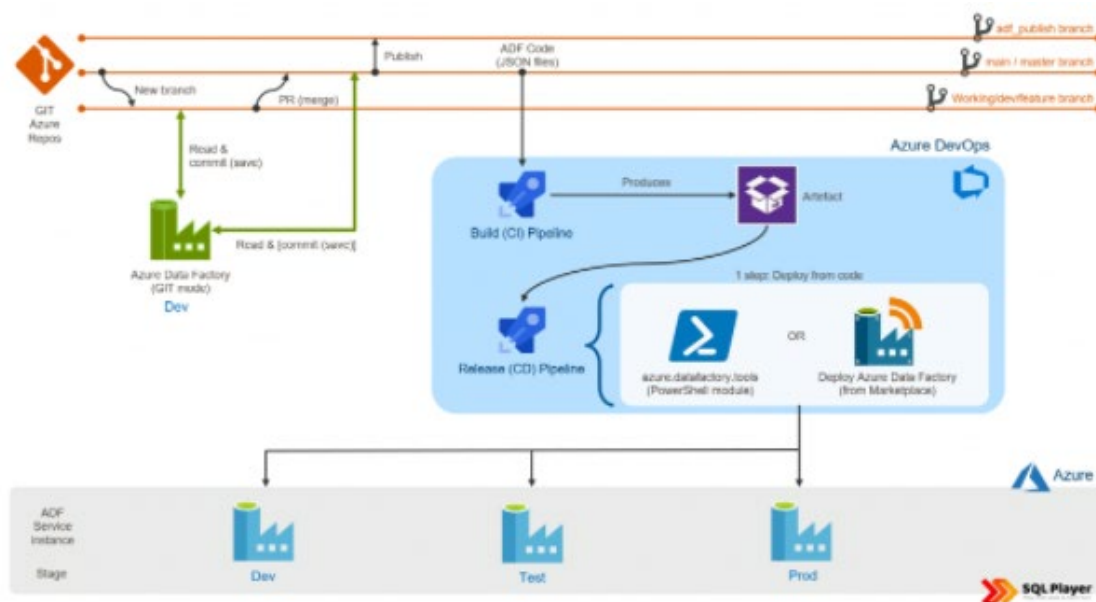 adf_publish branch
Publish
ADF Code
(JSON files)
main / master branch
New branch
PR (merge)
Working/dev/feature branch
GIT
Azure
Repos
Read &
commit (save)
Azure DevOps
Produces
Artefact
Build (CI) Pipeline
Read & [commit (save)]
Azure Data Factory
(GIT mode)
Dev
1 step: Deploy from code
OR
Release (CD) Pipeline
azure.datafactory.tools
(PowerShell module)
Deploy Azure Data Factory
(from Marketplace)
Azure
ADF
Service
Instance
Stage
Dev
Test
Prod
SQL Player